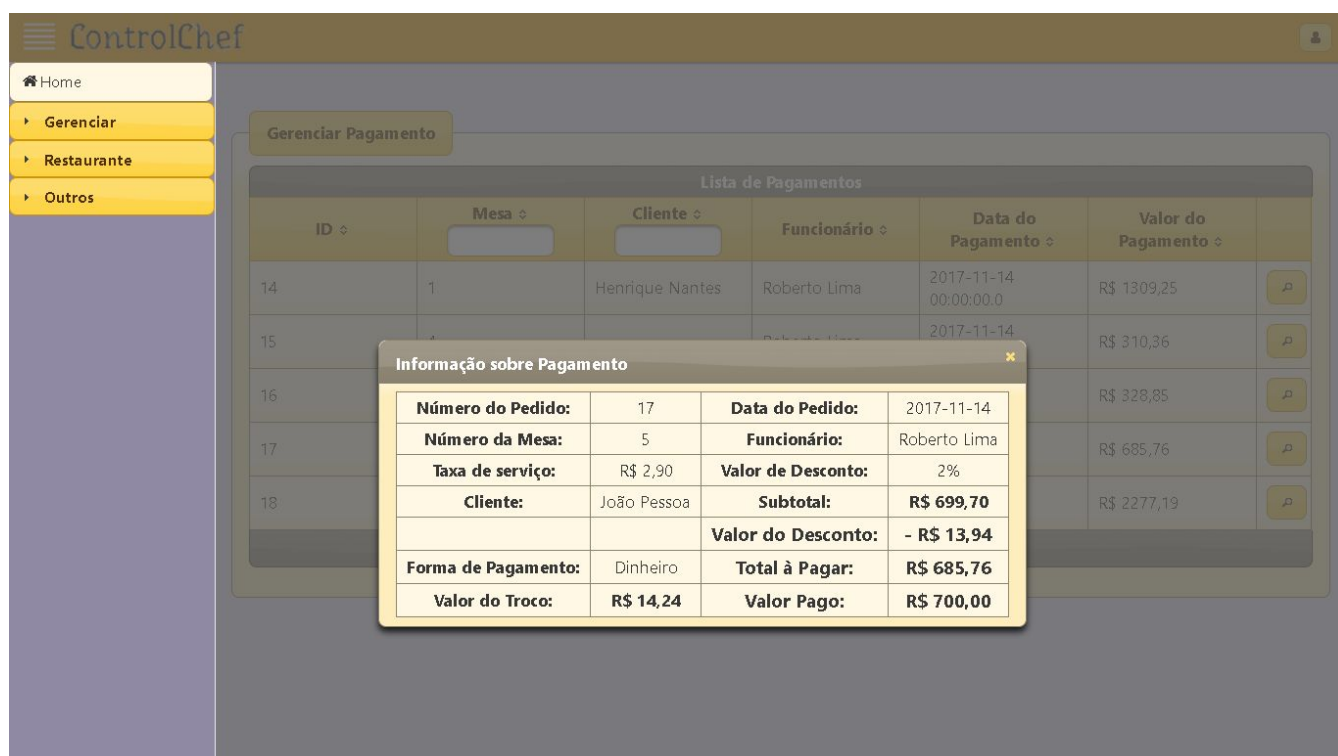 ControlChef
Home
Gerenciar
Restaurante
Outros
Gerenciar Pagamento
Lista de Pagamentos
ID Mesa Cliente Funcionário Data do Pagamento Valor do Pagamento
14 1 Henrique Nantes Roberto Lima 2017-11-14 00:00:00.0 R$ 1309,25
15 2017-11-14 R$ 310,36
16 R$ 328,85
17 R$ 685,76
18 R$ 2277,19
Informação sobre Pagamento
Número do Pedido: 17 Data do Pedido: 2017-11-14
Número da Mesa: 5 Funcionário: Roberto Lima
Taxa de serviço: R$ 2,90 Valor de Desconto: 2%
Cliente: João Pessoa Subtotal: R$ 699,70
Valor do Desconto: - R$ 13,94
Forma de Pagamento: Dinheiro Total à Pagar: R$ 685,76
Valor do Troco: R$ 14,24 Valor Pago: R$ 700,00